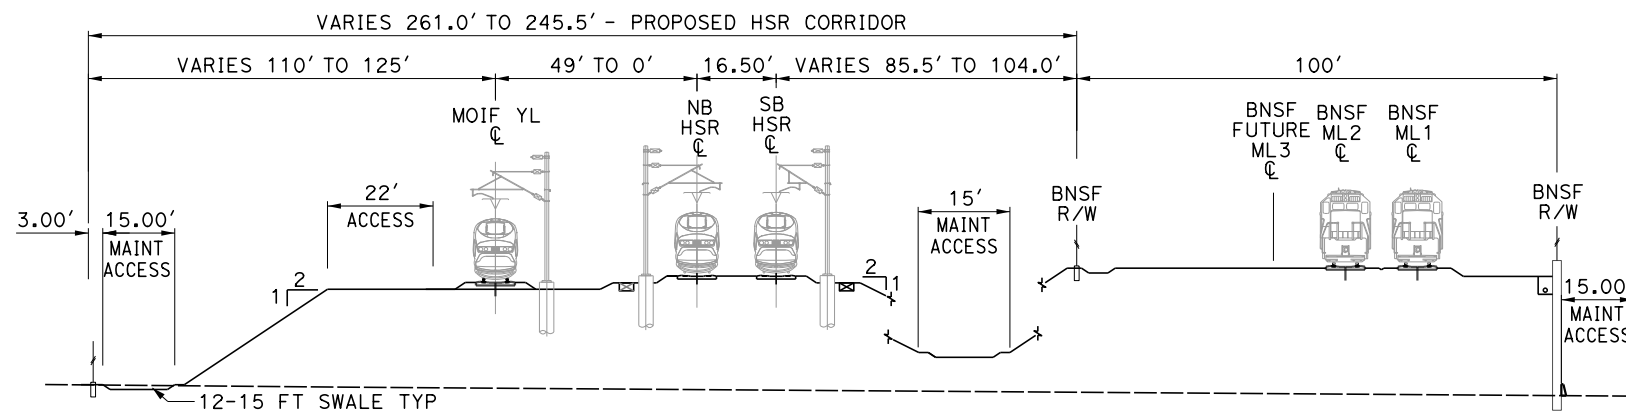 VARIES 261.0' TO 245.5' - PROPOSED HSR CORRIDOR
VARIES 110' TO 125'
49' TO 0'
16.50'
VARIES 85.5' TO 104.0'
100'
MOIF YL
℄
NB
HSR
℄
SB
HSR
℄
BNSF
FUTURE
ML3
℄
BNSF
ML2
℄
BNSF
ML1
℄
22'
ACCESS
15'
MAINT
ACCESS
BNSF
R/W
BNSF
R/W
3.00'
15.00'
MAINT
ACCESS
2
1
2
1
15.00
MAINT
ACCESS
12-15 FT SWALE TYP